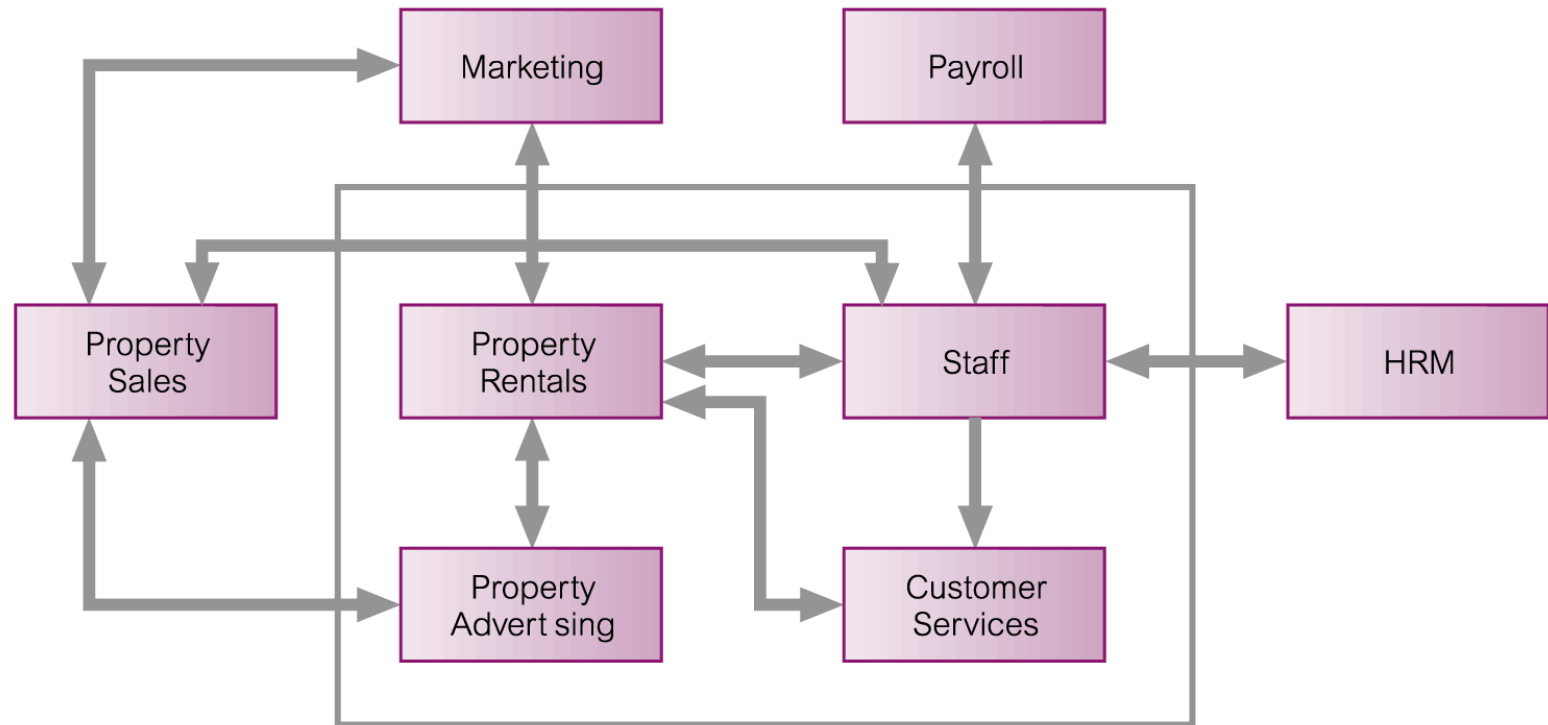 Marketing
Payroll
Property
Sales
Property
Rentals
Staff
HRM
Property
Advert sing
Customer
Services